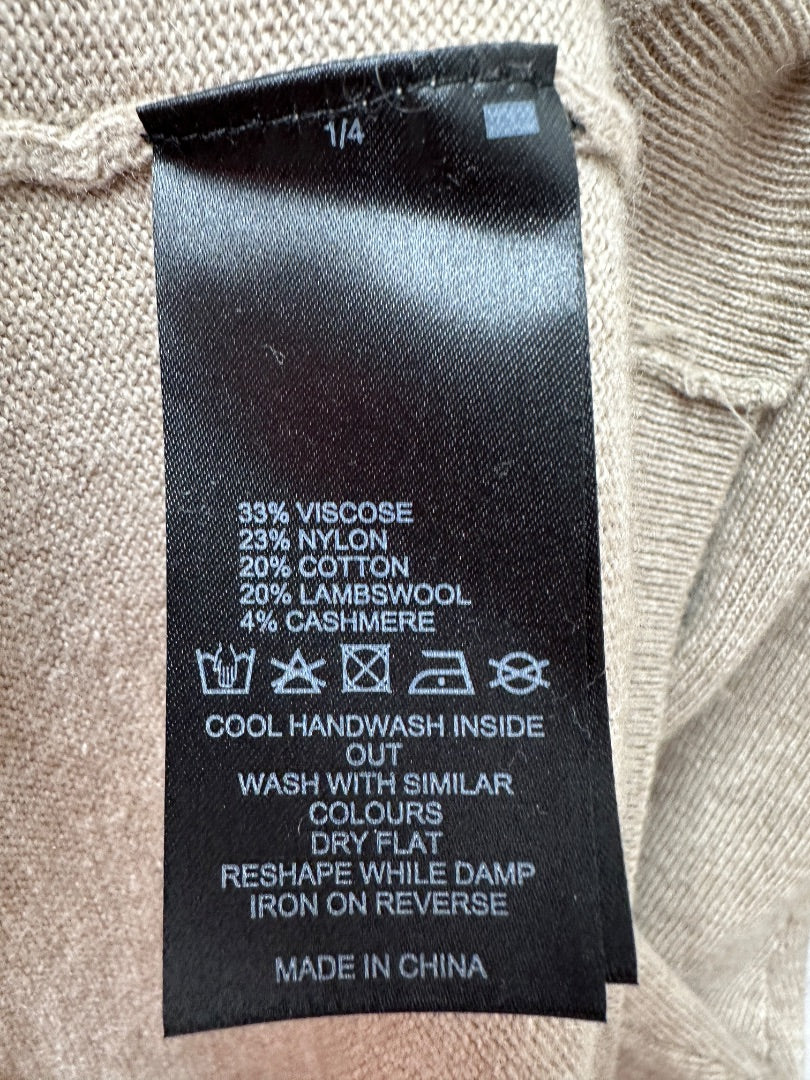 1/4
33% VISCOSE
23% NYLON
20% COTTON
20% LAMBSWOOL
4% CASHMERE
COOL HANDWASH INSIDE
OUT
WASH WITH SIMILAR
COLOURS
DRY FLAT
RESHAPE WHILE DAMP
IRON ON REVERSE
MADE IN CHINA